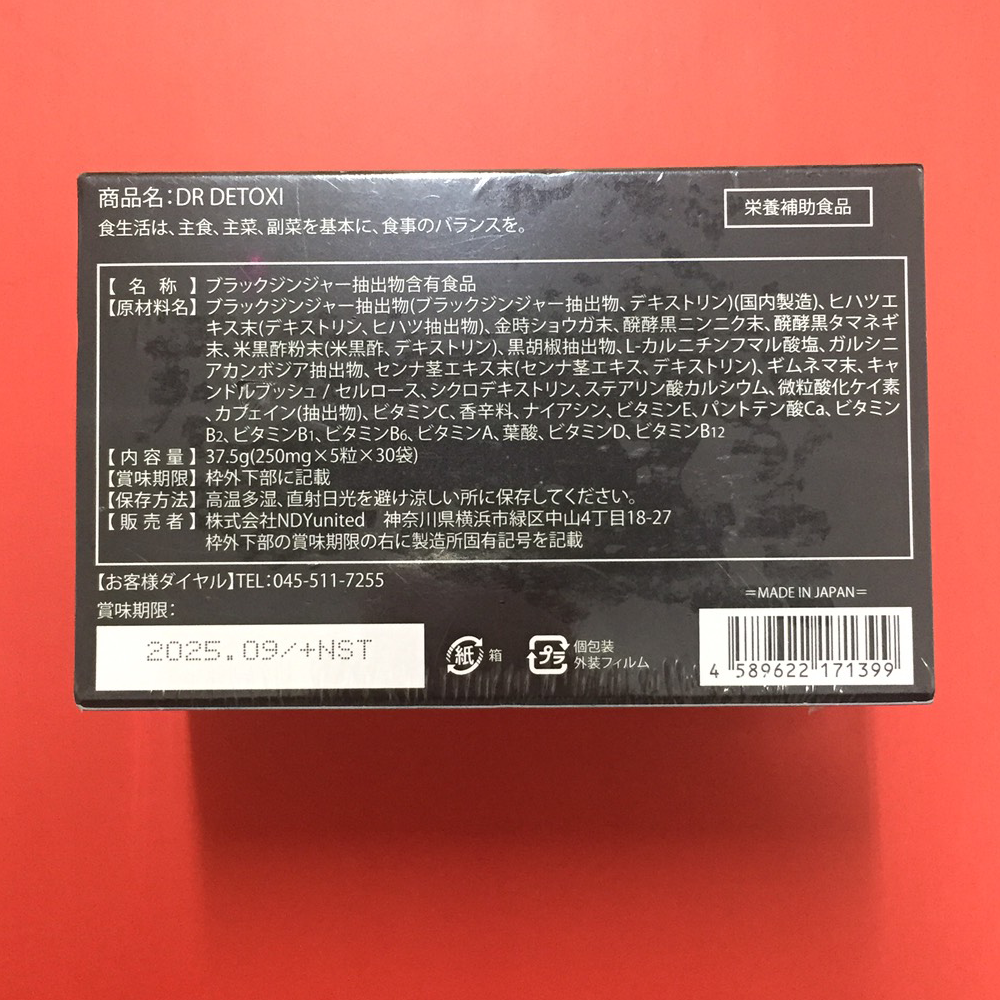 商品名：DR DETOXI
食生活は、主食、主菜、副菜を基本に、食事のバランスを。
栄養補助食品
【名称】ブラックジンジャー抽出物含有食品
【原材料名】ブラックジンジャー抽出物(ブラックジンジャー抽出物、デキストリン)(国内製造)、ヒハツエ
キス末(デキストリン、ヒハツ抽出物)、金時ショウガ末、醗酵黒ニンニク末、醗酵黒タマネギ
末、米黒酢粉末(米黒酢、デキストリン)、黒胡椒抽出物、L-カルニチンフマル酸塩、ガルシニ
アカンボジア抽出物、センナ茎エキス末(センナ茎エキス、デキストリン)、ギムネマ末、キャ
ンドルブッシュ / セルロース、シクロデキストリン、ステアリン酸カルシウム、微粒酸化ケイ素
、カフェイン(抽出物)、ビタミンC、香辛料、ナイアシン、ビタミンE、パントテン酸Ca、ビタミン
B2、ビタミンB1、ビタミンB6、ビタミンA、葉酸、ビタミンD、ビタミンB12
【内容量】37.5g(250mg×5粒×30袋)
【賞味期限】枠外下部に記載
【保存方法】高温多湿、直射日光を避け涼しい所に保存してください。
【販売者】株式会社NDYunited　神奈川県横浜市緑区中山4丁目18-27
枠外下部の賞味期限の右に製造所固有記号を記載
【お客様ダイヤル】TEL：045-511-7255
賞味期限：
2025.09/+NST
紙 箱
プラ 個包装
外装フィルム
＝MADE IN JAPAN＝
4 589622 171399